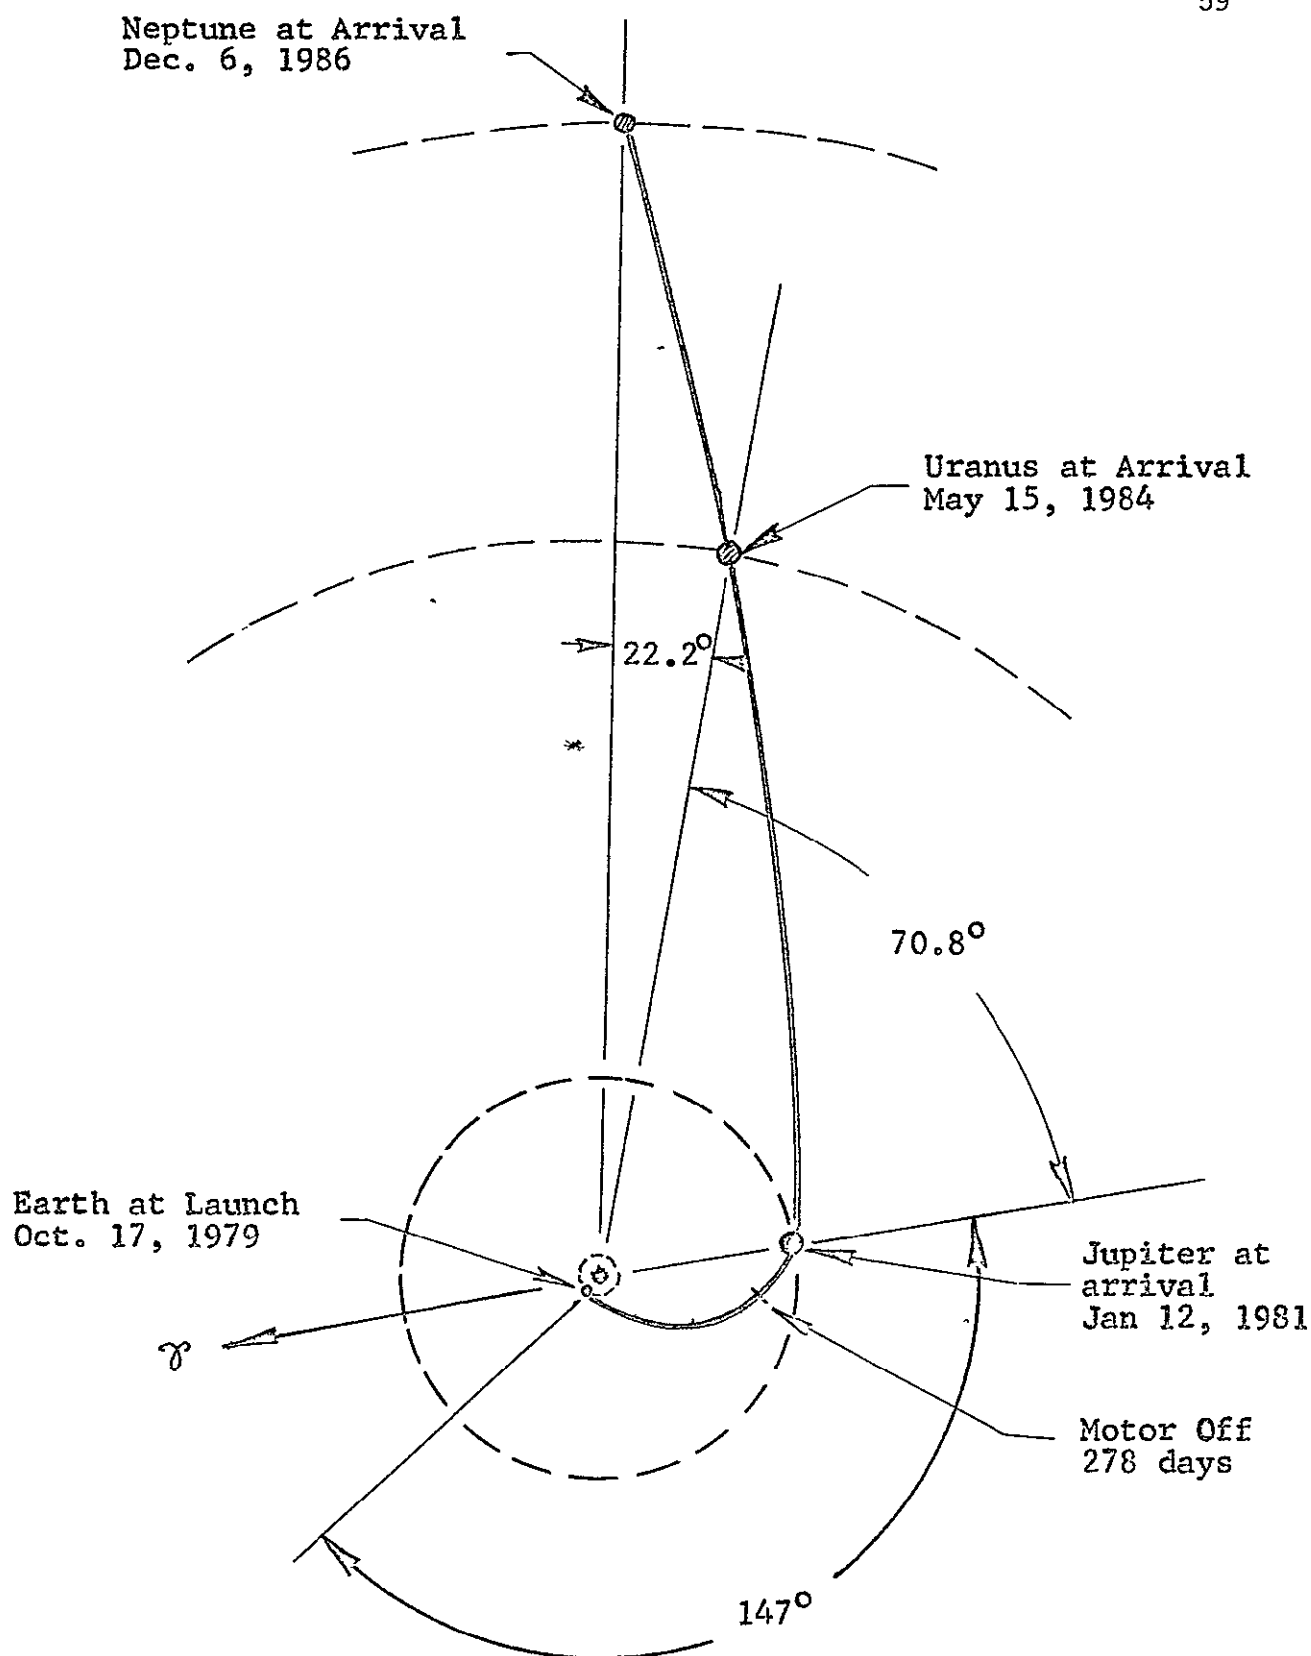 59
Neptune at Arrival
Dec. 6, 1986
Uranus at Arrival
May 15, 1984
22.2°
*
70.8°
Earth at Launch
Oct. 17, 1979
Jupiter at
arrival
Jan 12, 1981
♈
Motor Off
278 days
147°